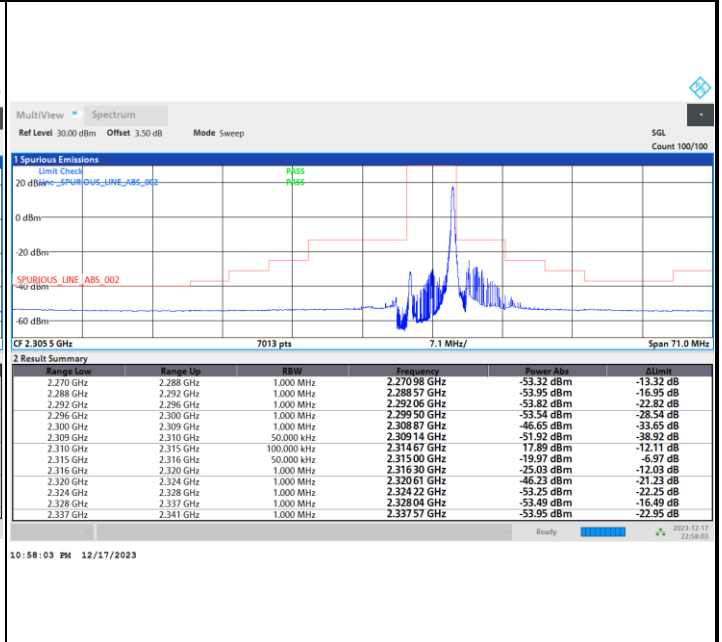 MultiView Spectrum
Ref Level 30.00 dBm Offset 3.50 dB Mode Sweep SGL
Count 100/100
1 Spurious Emissions
Limit Check PASS
20 dBm Line _SPURIOUS_LINE_ABS_002 PASS
0 dBm
-20 dBm
SPURIOUS_LINE_ABS_002
-40 dBm
-60 dBm
CF 2.305 5 GHz 7013 pts 7.1 MHz/ Span 71.0 MHz
2 Result Summary
Range Low Range Up RBW Frequency Power Abs ΔLimit
2.270 GHz 2.288 GHz 1.000 MHz 2.270 98 GHz -53.32 dBm -13.32 dB
2.288 GHz 2.292 GHz 1.000 MHz 2.288 57 GHz -53.95 dBm -16.95 dB
2.292 GHz 2.296 GHz 1.000 MHz 2.292 06 GHz -53.82 dBm -22.82 dB
2.296 GHz 2.300 GHz 1.000 MHz 2.299 50 GHz -53.54 dBm -28.54 dB
2.300 GHz 2.309 GHz 1.000 MHz 2.308 87 GHz -46.65 dBm -33.65 dB
2.309 GHz 2.310 GHz 50.000 kHz 2.309 14 GHz -51.92 dBm -38.92 dB
2.310 GHz 2.315 GHz 100.000 kHz 2.314 67 GHz 17.89 dBm -12.11 dB
2.315 GHz 2.316 GHz 50.000 kHz 2.315 00 GHz -19.97 dBm -6.97 dB
2.316 GHz 2.320 GHz 1.000 MHz 2.316 30 GHz -25.03 dBm -12.03 dB
2.320 GHz 2.324 GHz 1.000 MHz 2.320 61 GHz -46.23 dBm -21.23 dB
2.324 GHz 2.328 GHz 1.000 MHz 2.324 22 GHz -53.25 dBm -22.25 dB
2.328 GHz 2.337 GHz 1.000 MHz 2.328 04 GHz -53.49 dBm -16.49 dB
2.337 GHz 2.341 GHz 1.000 MHz 2.337 57 GHz -53.95 dBm -22.95 dB
Ready 2023-12-17
22:58:03
10:58:03 PM 12/17/2023